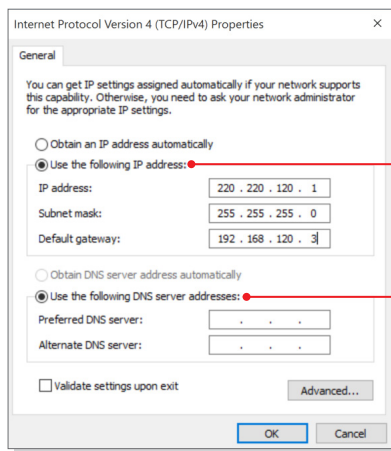 Internet Protocol Version 4 (TCP/IPv4) Properties
General
You can get IP settings assigned automatically if your network supports
this capability. Otherwise, you need to ask your network administrator
for the appropriate IP settings.
Obtain an IP address automatically
Use the following IP address:
IP address: 220 . 220 . 120 . 1
Subnet mask: 255 . 255 . 255 . 0
Default gateway: 192 . 168 . 120 . 3
Obtain DNS server address automatically
Use the following DNS server addresses:
Preferred DNS server: . . .
Alternate DNS server: . . .
Validate settings upon exit
Advanced...
OK Cancel